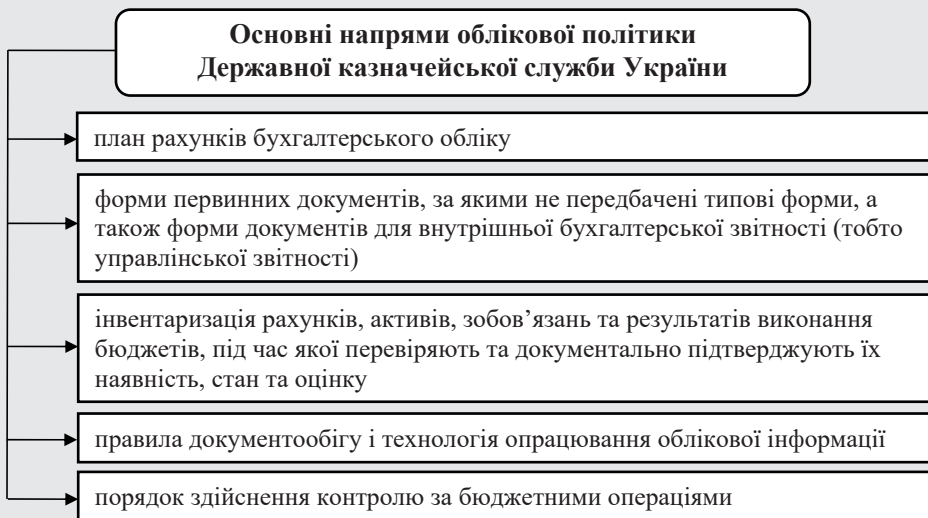 Основні напрями облікової політики
Державної казначейської служби України
план рахунків бухгалтерського обліку
форми первинних документів, за якими не передбачені типові форми, а
також форми документів для внутрішньої бухгалтерської звітності (тобто
управлінської звітності)
інвентаризація рахунків, активів, зобов’язань та результатів виконання
бюджетів, під час якої перевіряють та документально підтверджують їх
наявність, стан та оцінку
правила документообігу і технологія опрацювання облікової інформації
порядок здійснення контролю за бюджетними операціями